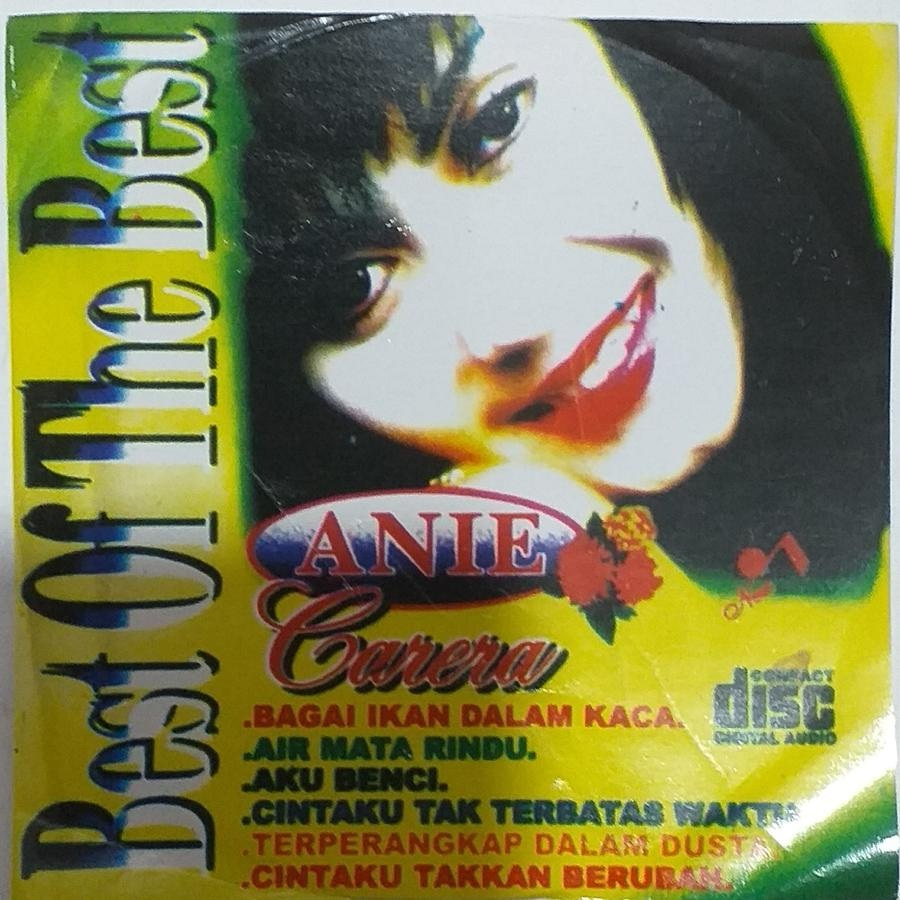 Best Of The Best
ANIE
Carera
.BAGAI IKAN DALAM KACA.
.AIR MATA RINDU.
.AKU BENCI.
.CINTAKU TAK TERBATAS WAKTU
.TERPERANGKAP DALAM DUSTA.
.CINTAKU TAKKAN BERUBAH.
COMPACT
disc
DIGITAL AUDIO